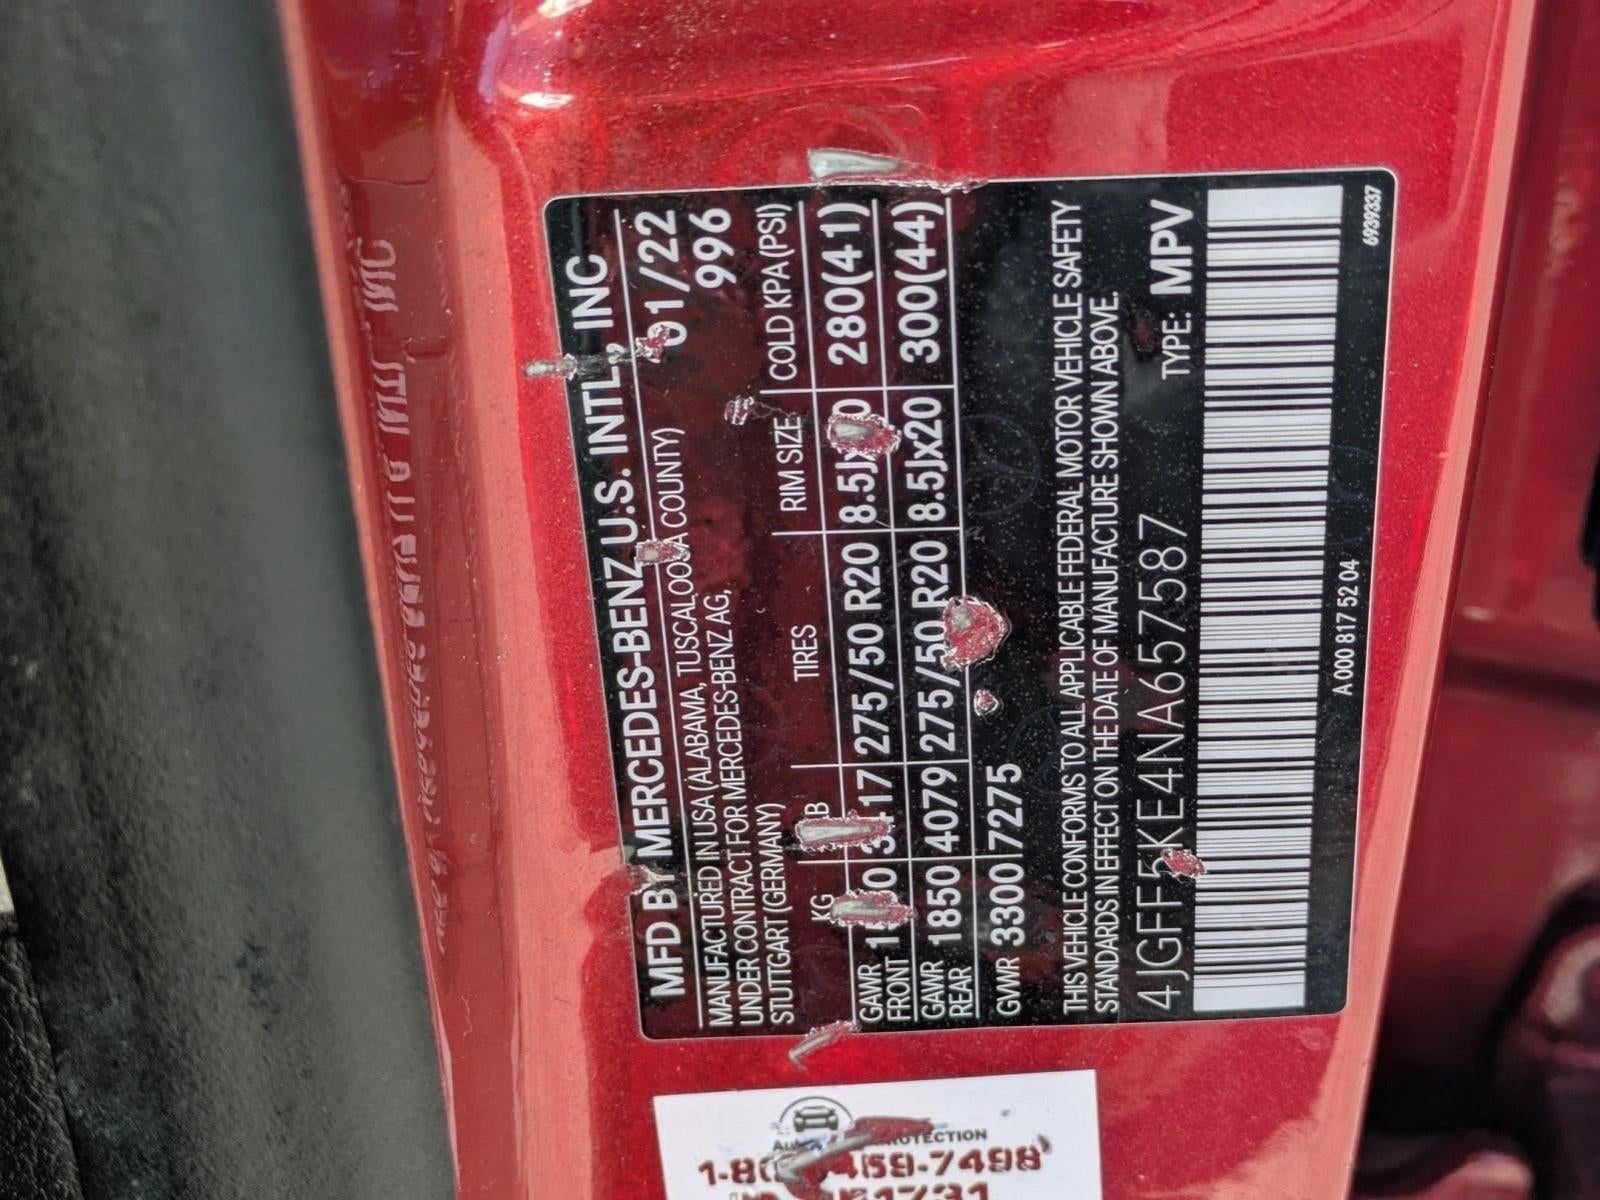 MFD BY MERCEDES-BENZ U.S. INTL., INC
MANUFACTURED IN USA (ALABAMA, TUSCALOOSA COUNTY) 01/22
UNDER CONTRACT FOR MERCEDES-BENZ AG, 996
STUTTGART (GERMANY)
KG TIRES RIM SIZE COLD KPA (PSI)
GAWR FRONT 275/50 R20 280(41)
GAWR REAR 1850 4079 275/50 R20 8.5Jx20 300(44)
GVWR 3300 7275
THIS VEHICLE CONFORMS TO ALL APPLICABLE FEDERAL MOTOR VEHICLE SAFETY
STANDARDS IN EFFECT ON THE DATE OF MANUFACTURE SHOWN ABOVE.
4JGFF5KE4NA657587 TYPE: MPV
A 000 817 52 04 6939337